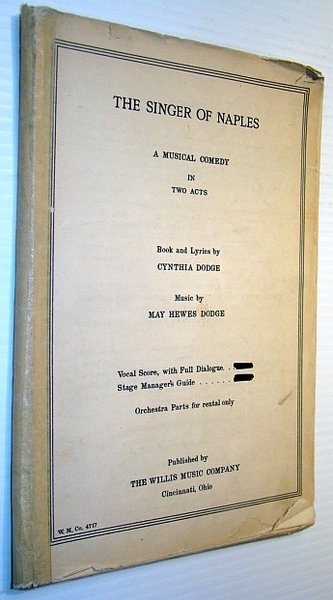 THE SINGER OF NAPLES
A MUSICAL COMEDY
IN
TWO ACTS
Book and Lyrics by
CYNTHIA DODGE
Music by
MAY HEWES DODGE
Vocal Score, with Full Dialogue. .
Stage Manager's Guide . . . . . .
Orchestra Parts for rental only
Published by
THE WILLIS MUSIC COMPANY
Cincinnati, Ohio
W. M. Co. 4717